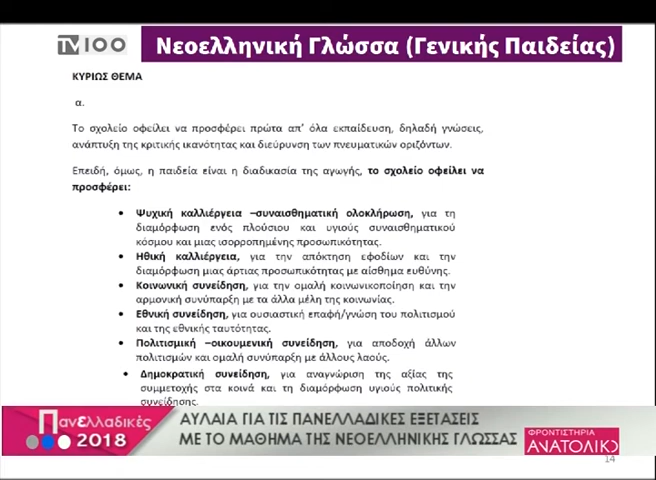 TV100
Νεοελληνική Γλώσσα (Γενικής Παιδείας)
ΚΥΡΙΩΣ ΘΕΜΑ
α.
Το σχολείο οφείλει να προσφέρει πρώτα απ' όλα εκπαίδευση, δηλαδή γνώσεις,
ανάπτυξη της κριτικής ικανότητας και διεύρυνση των πνευματικών οριζόντων.
Επειδή, όμως, η παιδεία είναι η διαδικασία της αγωγής, το σχολείο οφείλει να
προσφέρει:
• Ψυχική καλλιέργεια –συναισθηματική ολοκλήρωση, για τη
διαμόρφωση ενός πλούσιου και υγιούς συναισθηματικού
κόσμου και μιας ισορροπημένης προσωπικότητας.
• Ηθική καλλιέργεια, για την απόκτηση εφοδίων και την
διαμόρφωση μιας άρτιας προσωπικότητας με αίσθημα ευθύνης.
• Κοινωνική συνείδηση, για την ομαλή κοινωνικοποίηση και την
αρμονική συνύπαρξη με τα άλλα μέλη της κοινωνίας.
• Εθνική συνείδηση, για ουσιαστική επαφή/γνώση του πολιτισμού
και της εθνικής ταυτότητας.
• Πολιτισμική –οικουμενική συνείδηση, για αποδοχή άλλων
πολιτισμών και ομαλή συνύπαρξη με άλλους λαούς.
• Δημοκρατική συνείδηση, για αναγνώριση της αξίας της
συμμετοχής στα κοινά και τη διαμόρφωση υγιούς πολιτικής
συνείδησης.
Πανελλαδικές
2018
ΑΥΛΑΙΑ ΓΙΑ ΤΙΣ ΠΑΝΕΛΛΑΔΙΚΕΣ ΕΞΕΤΑΣΕΙΣ
ΜΕ ΤΟ ΜΑΘΗΜΑ ΤΗΣ ΝΕΟΕΛΛΗΝΙΚΗΣ ΓΛΩΣΣΑΣ
ΦΡΟΝΤΙΣΤΗΡΙΑ
ΑΝΑΤΟΛΙΚΟ
14